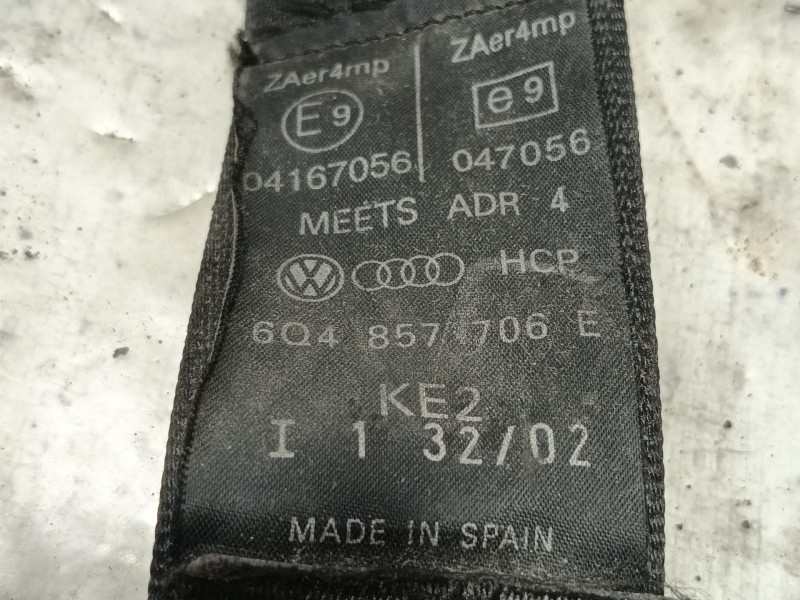 ZAer4mp ZAer4mp
E9 e9
04167056 047056
MEETS ADR 4
VW HCP
6Q4 857 706 E
KE2
I 1 32/02
MADE IN SPAIN